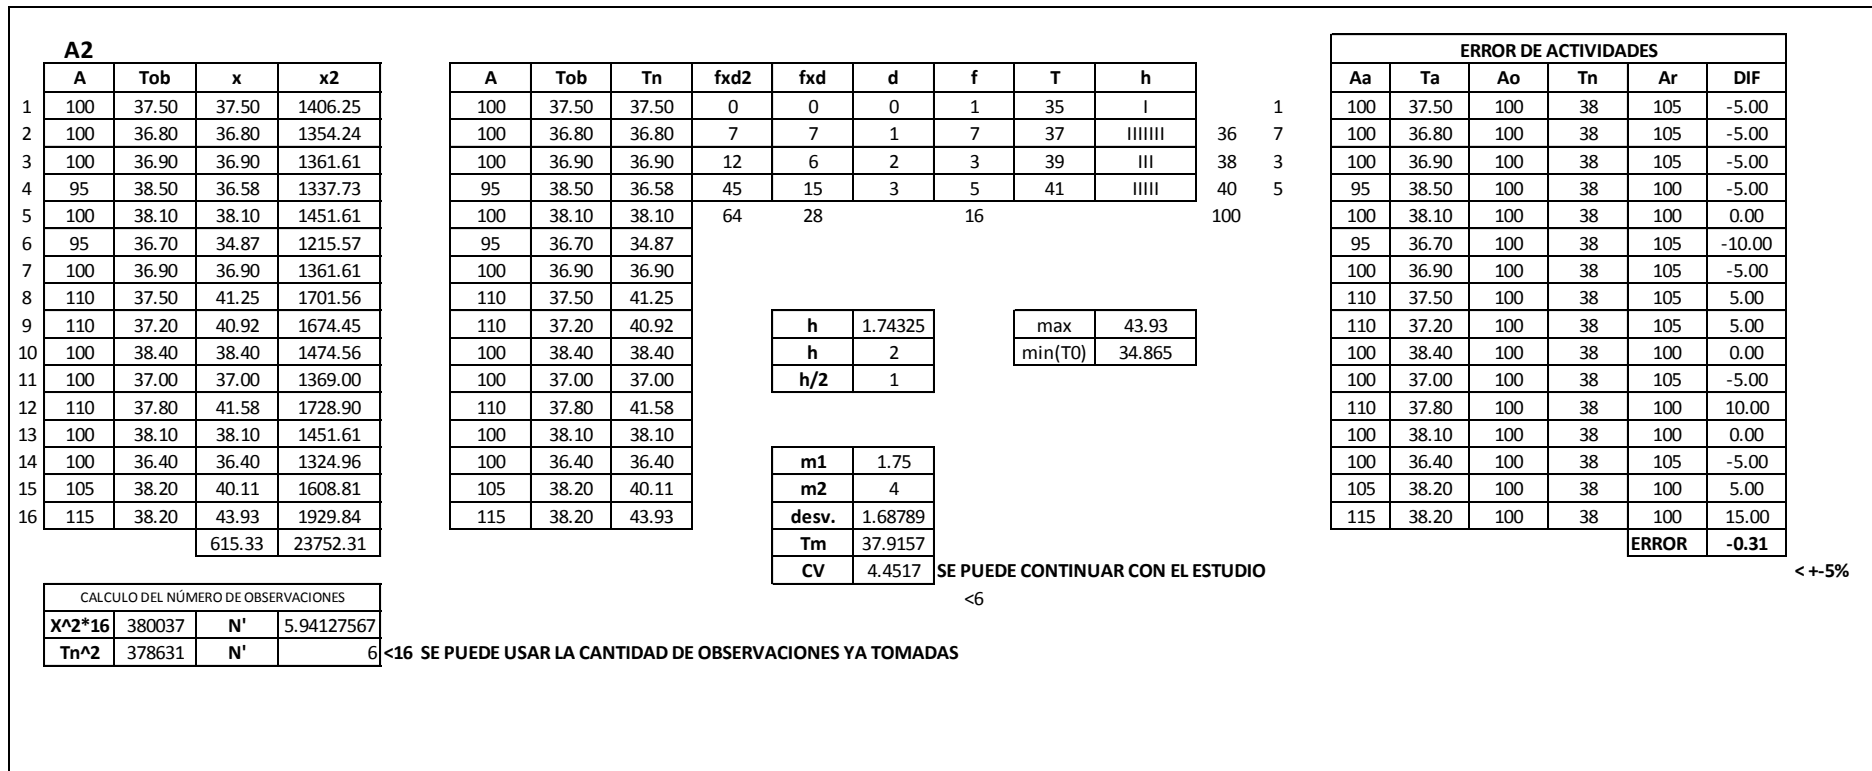 A2 ERROR DE ACTIVIDADES
A Tob x x2 A Tob Tn fxd2 fxd d f T h Aa Ta Ao Tn Ar DIF
1 100 37.50 37.50 1406.25 100 37.50 37.50 0 0 0 1 35 I 1 100 37.50 100 38 105 -5.00
2 100 36.80 36.80 1354.24 100 36.80 36.80 7 7 1 7 37 IIIIIII 36 7 100 36.80 100 38 105 -5.00
3 100 36.90 36.90 1361.61 100 36.90 36.90 12 6 2 3 39 III 38 3 100 36.90 100 38 105 -5.00
4 95 38.50 36.58 1337.73 95 38.50 36.58 45 15 3 5 41 IIIII 40 5 95 38.50 100 38 100 -5.00
5 100 38.10 38.10 1451.61 100 38.10 38.10 64 28 16 100 100 38.10 100 38 100 0.00
6 95 36.70 34.87 1215.57 95 36.70 34.87 95 36.70 100 38 105 -10.00
7 100 36.90 36.90 1361.61 100 36.90 36.90 100 36.90 100 38 105 -5.00
8 110 37.50 41.25 1701.56 110 37.50 41.25 110 37.50 100 38 105 5.00
9 110 37.20 40.92 1674.45 110 37.20 40.92 h 1.74325 max 43.93 110 37.20 100 38 105 5.00
10 100 38.40 38.40 1474.56 100 38.40 38.40 h 2 min(T0) 34.865 100 38.40 100 38 100 0.00
11 100 37.00 37.00 1369.00 100 37.00 37.00 h/2 1 100 37.00 100 38 105 -5.00
12 110 37.80 41.58 1728.90 110 37.80 41.58 110 37.80 100 38 100 10.00
13 100 38.10 38.10 1451.61 100 38.10 38.10 100 38.10 100 38 100 0.00
14 100 36.40 36.40 1324.96 100 36.40 36.40 m1 1.75 100 36.40 100 38 105 -5.00
15 105 38.20 40.11 1608.81 105 38.20 40.11 m2 4 105 38.20 100 38 100 5.00
16 115 38.20 43.93 1929.84 115 38.20 43.93 desv. 1.68789 115 38.20 100 38 100 15.00
615.33 23752.31 Tm 37.9157 ERROR -0.31
CV 4.4517 SE PUEDE CONTINUAR CON EL ESTUDIO < +-5%
CALCULO DEL NÚMERO DE OBSERVACIONES <6
X^2*16 380037 N' 5.94127567
Tn^2 378631 N' 6 <16 SE PUEDE USAR LA CANTIDAD DE OBSERVACIONES YA TOMADAS